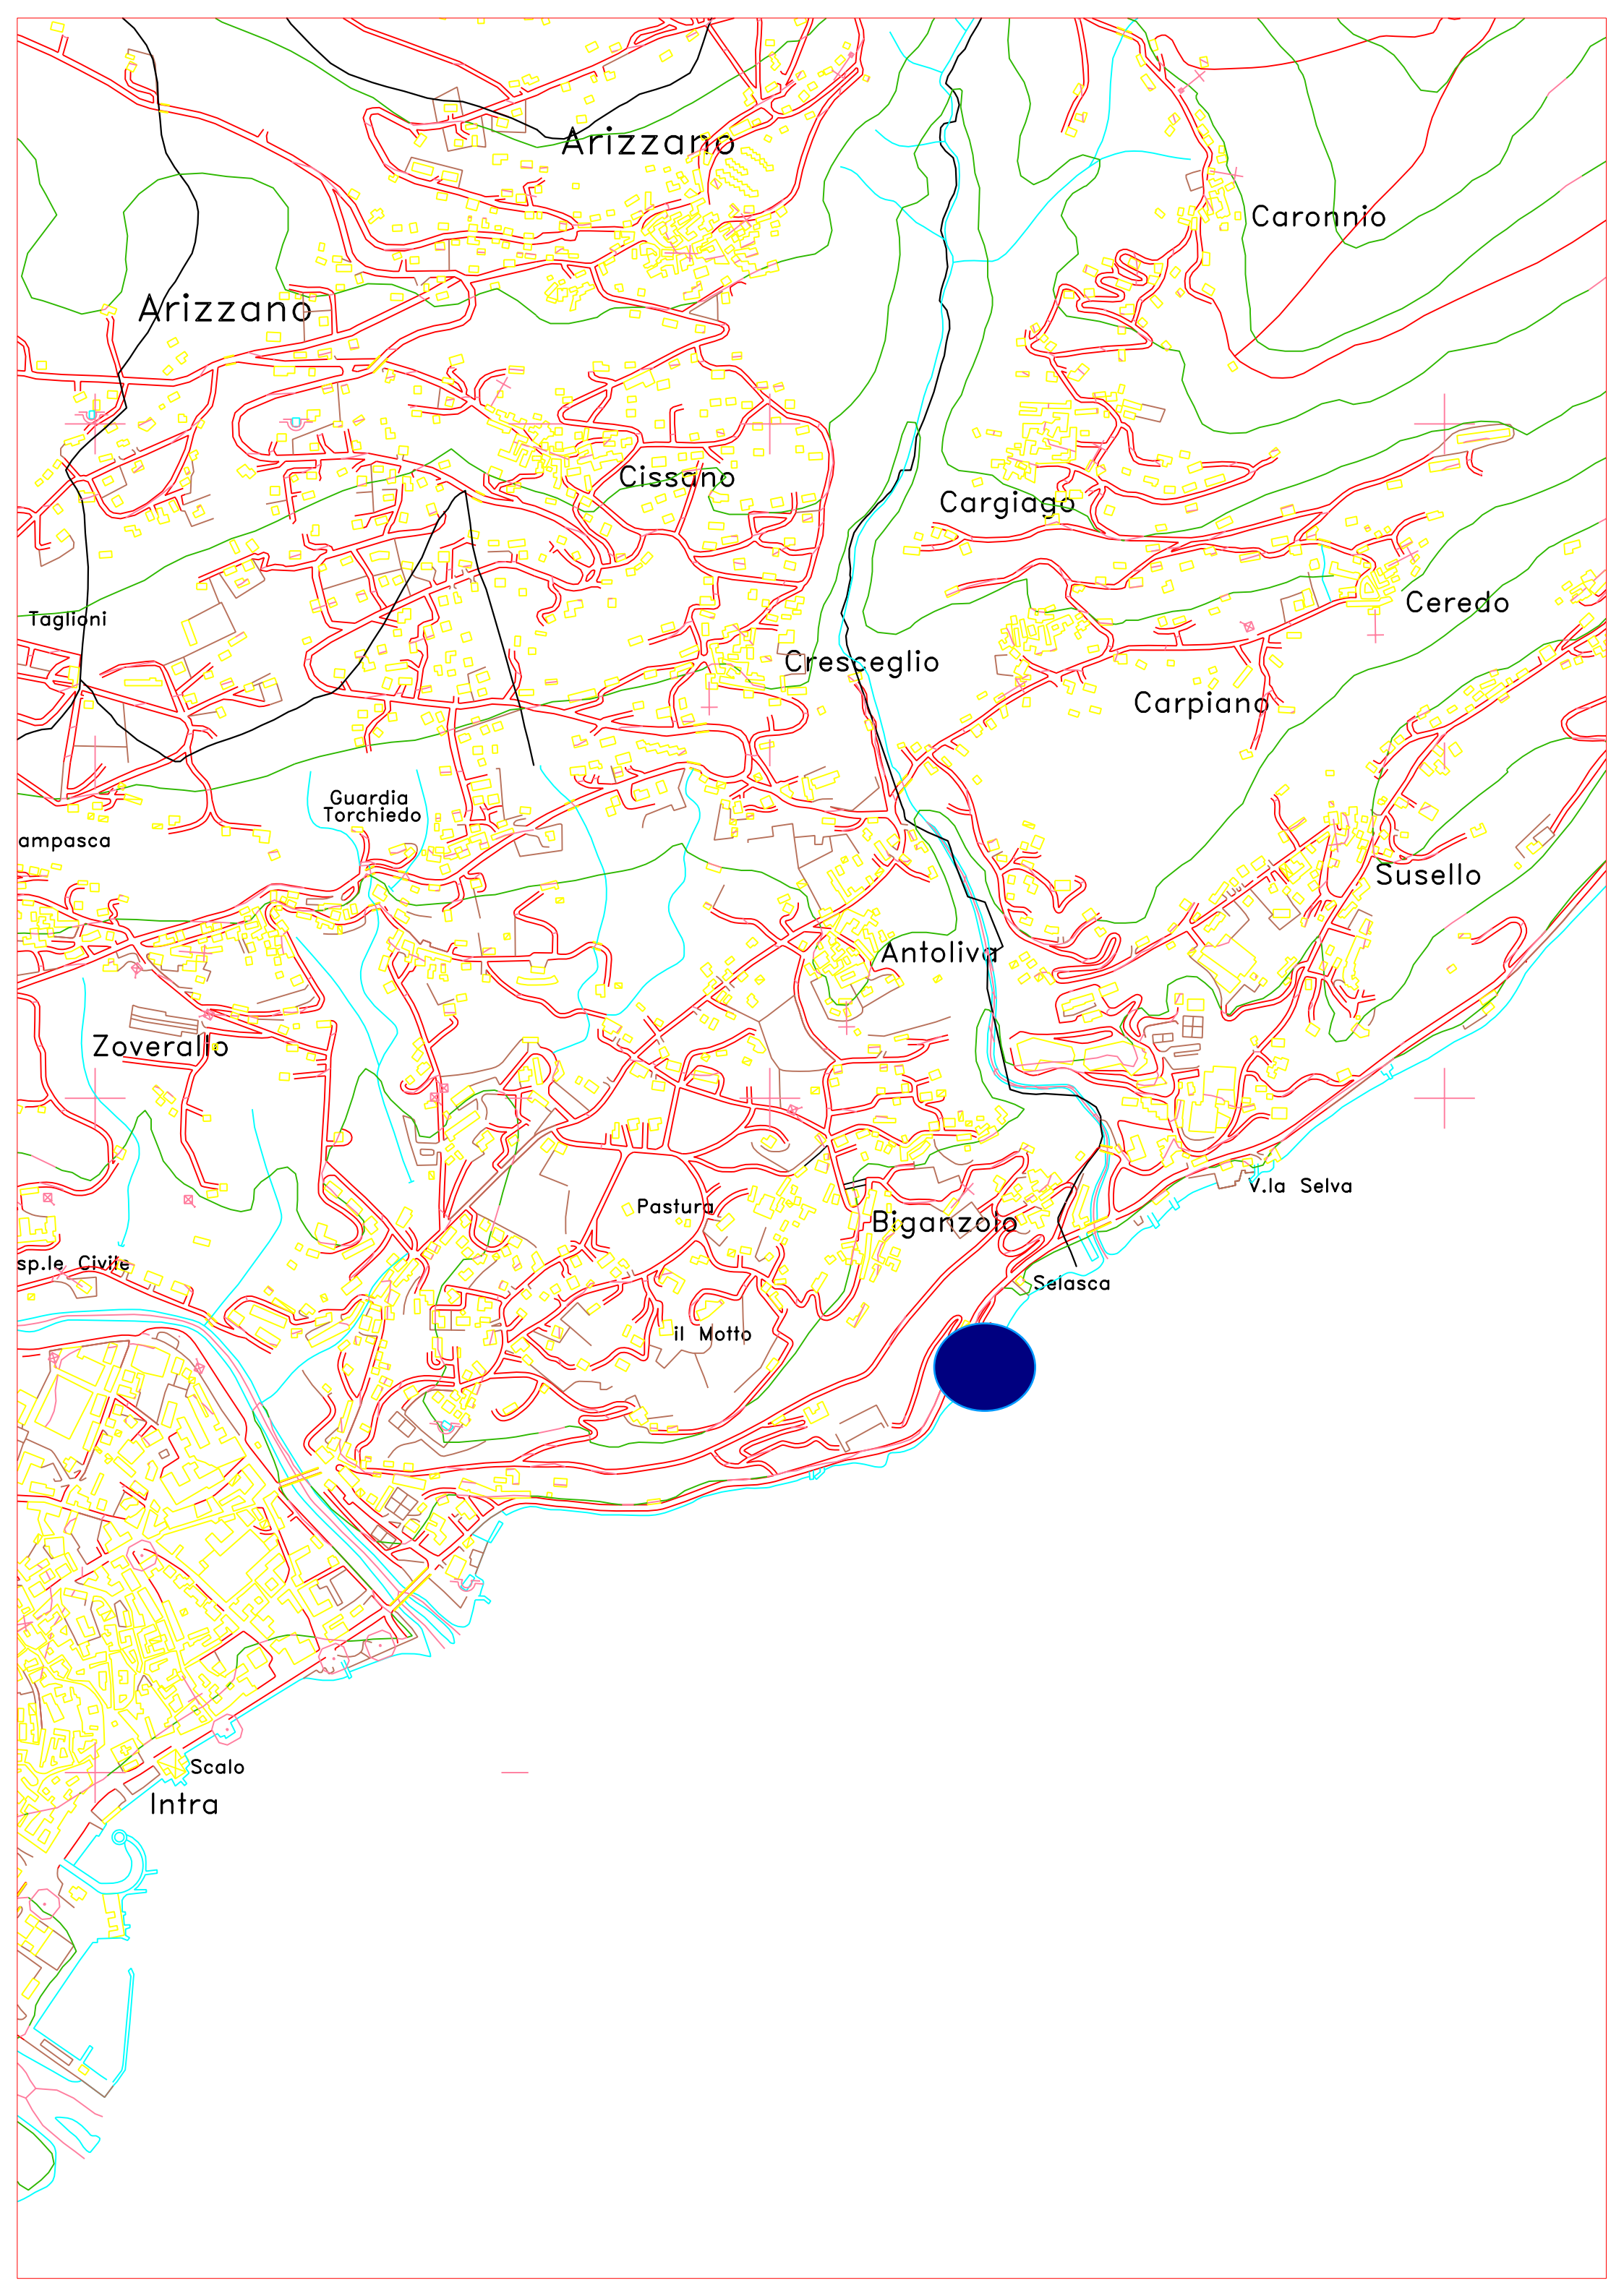 Arizzano
Caronnio
Arizzano
Cissano
Cargiago
Ceredo
Taglioni
Cresceglio
Carpiano
Guardia
Torchiedo
ampasca
Susello
Antoliva
Zoverallo
V.la Selva
Pastura
Biganzolo
sp.le Civile
Selasca
il Motto
Scalo
Intra